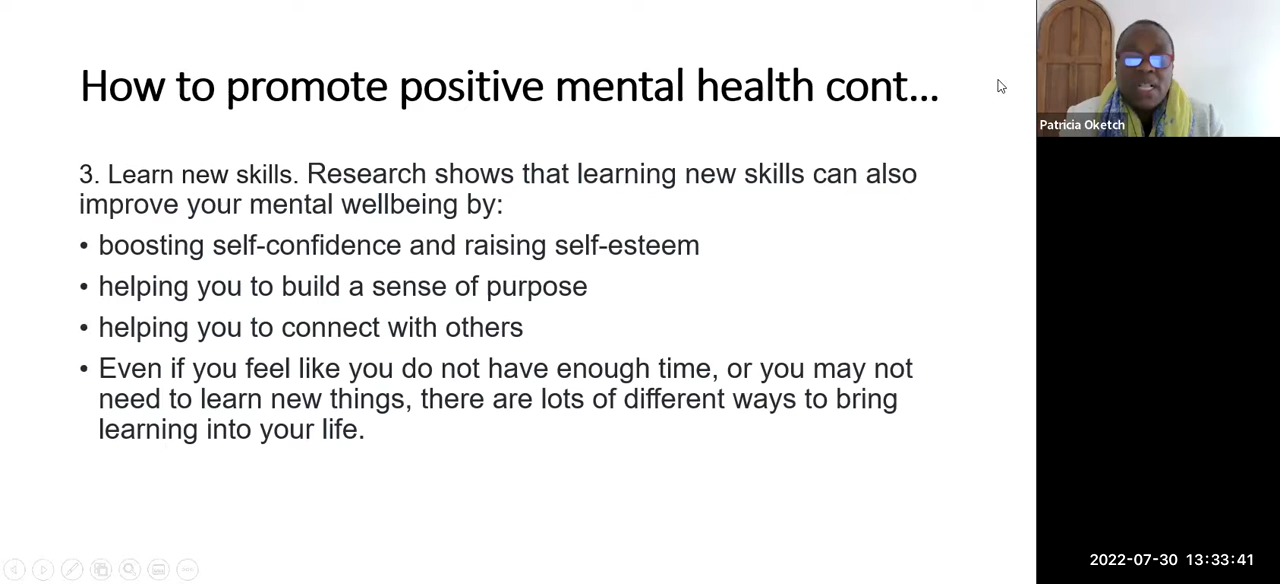 How to promote positive mental health cont...
Patricia Oketch
3. Learn new skills. Research shows that learning new skills can also
improve your mental wellbeing by:
• boosting self-confidence and raising self-esteem
• helping you to build a sense of purpose
• helping you to connect with others
• Even if you feel like you do not have enough time, or you may not
need to learn new things, there are lots of different ways to bring
learning into your life.
2022-07-30 13:33:41